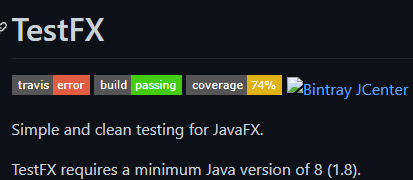 TestFX
travis error build passing coverage 74% Bintray JCenter
Simple and clean testing for JavaFX.
TestFX requires a minimum Java version of 8 (1.8).